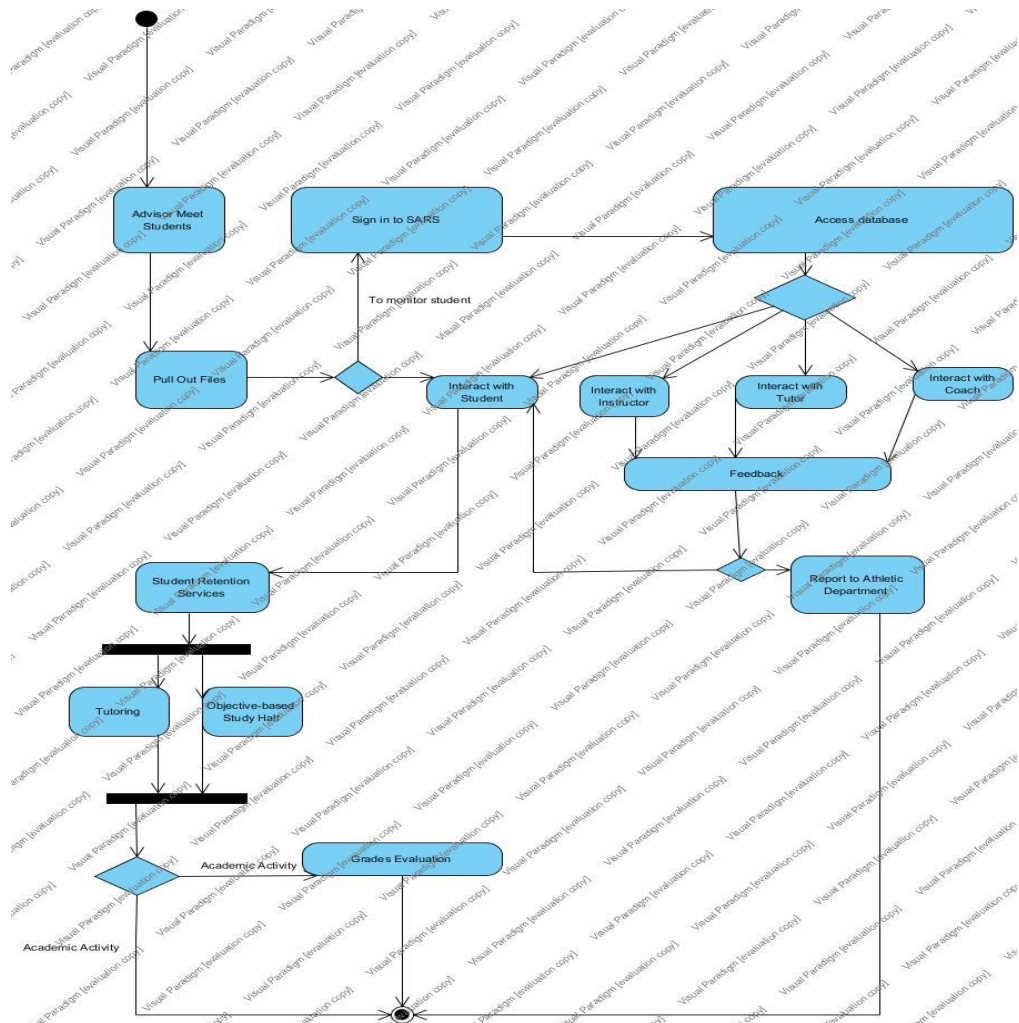 Advisor Meet
Students
Sign in to SARS
Access database
To monitor student
Pull Out Files
Interact with
Student
Interact with
Instructor
Interact with
Tutor
Interact with
Coach
Feedback
Student Retention
Services
Report to Athletic
Department
Tutoring
Objective-based
Study Hall
Academic Activity
Grades Evaluation
Academic Activity
Visual Paradigm [evaluation copy]